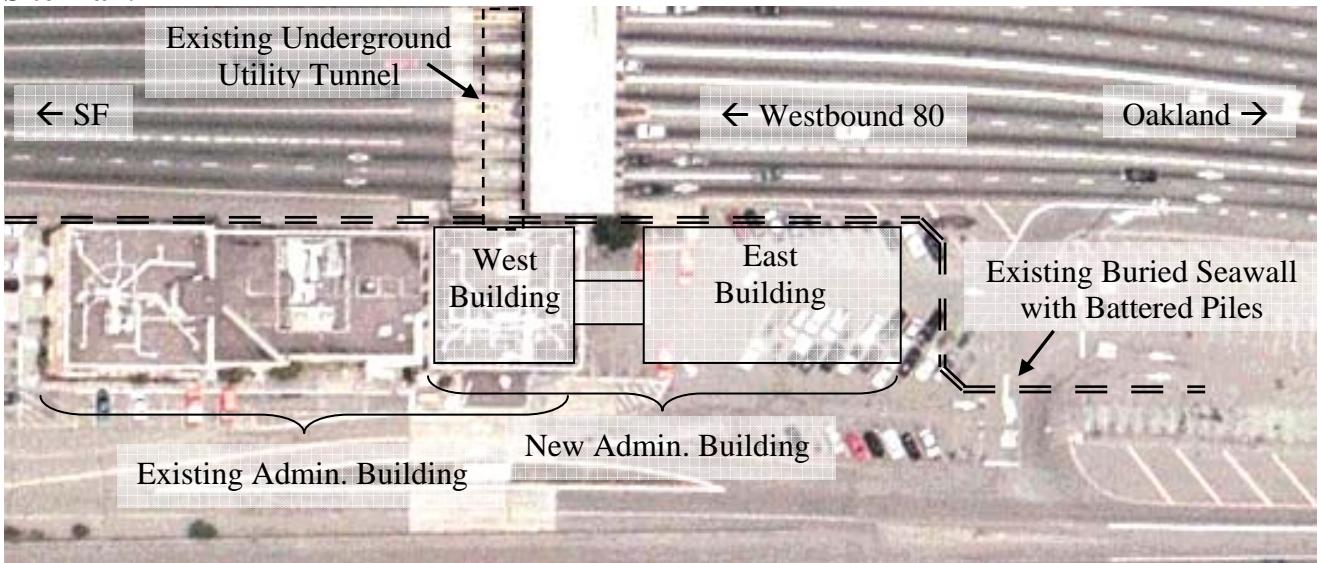 Existing Underground
Utility Tunnel
← SF
← Westbound 80
Oakland →
West
Building
East
Building
Existing Buried Seawall
with Battered Piles
New Admin. Building
Existing Admin. Building